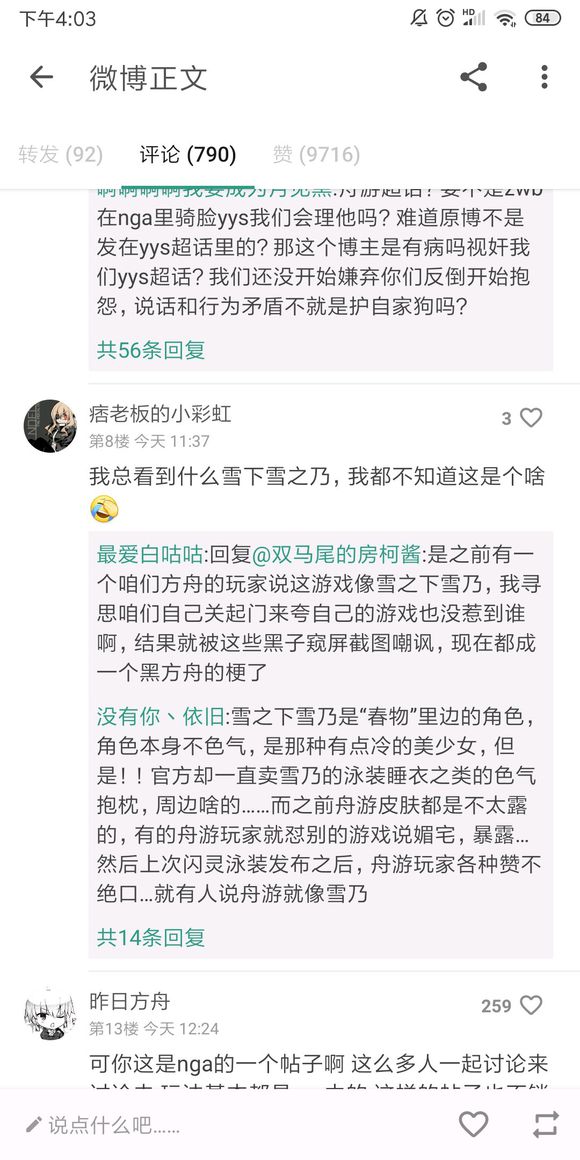 下午4:03
HD
84
微博正文
转发 (92) 评论 (790) 赞 (9716)
在nga里骑脸yys我们会理他吗? 难道原博不是
发在yys超话里的? 那这个博主是有病吗视奸我
们yys超话? 我们还没开始嫌弃你们反倒开始抱
怨，说话和行为矛盾不就是护自家狗吗?
共56条回复
痞老板的小彩虹
3
第8楼 今天 11:37
我总看到什么雪下雪之乃, 我都不知道这是个啥
最爱白咕咕:回复@双马尾的房柯酱:是之前有一
个咱们方舟的玩家说这游戏像雪之下雪乃, 我寻
思咱们自己关起门来夸自己的游戏也没惹到谁
啊, 结果就被这些黑子窥屏截图嘲讽，现在都成
一个黑方舟的梗了
没有你、依旧:雪之下雪乃是“春物”里边的角色，
角色本身不色气，是那种有点冷的美少女, 但
是! ! 官方却一直卖雪乃的泳装睡衣之类的色气
抱枕，周边啥的......而之前舟游皮肤都是不太露
的, 有的舟游玩家就怼别的游戏说媚宅，暴露...
然后上次闪灵泳装发布之后，舟游玩家各种赞不
绝口...就有人说舟游就像雪乃
共14条回复
昨日方舟
259
第13楼 今天 12:24
可你这是nga的一个帖子啊 这么多人一起讨论来
说点什么吧......